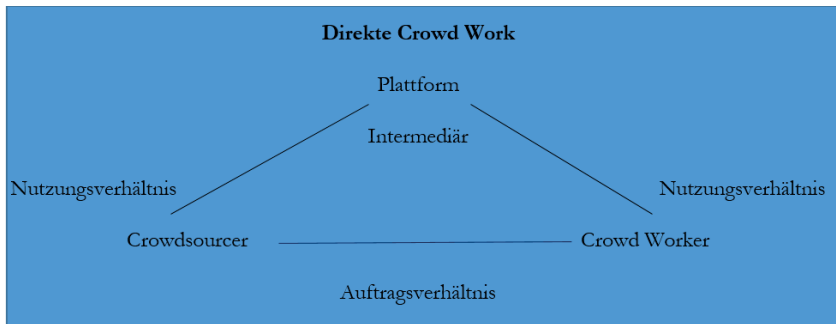 Direkte Crowd Work
Plattform
Intermediär
Nutzungsverhältnis
Nutzungsverhältnis
Crowdsourcer
Crowd Worker
Auftragsverhältnis